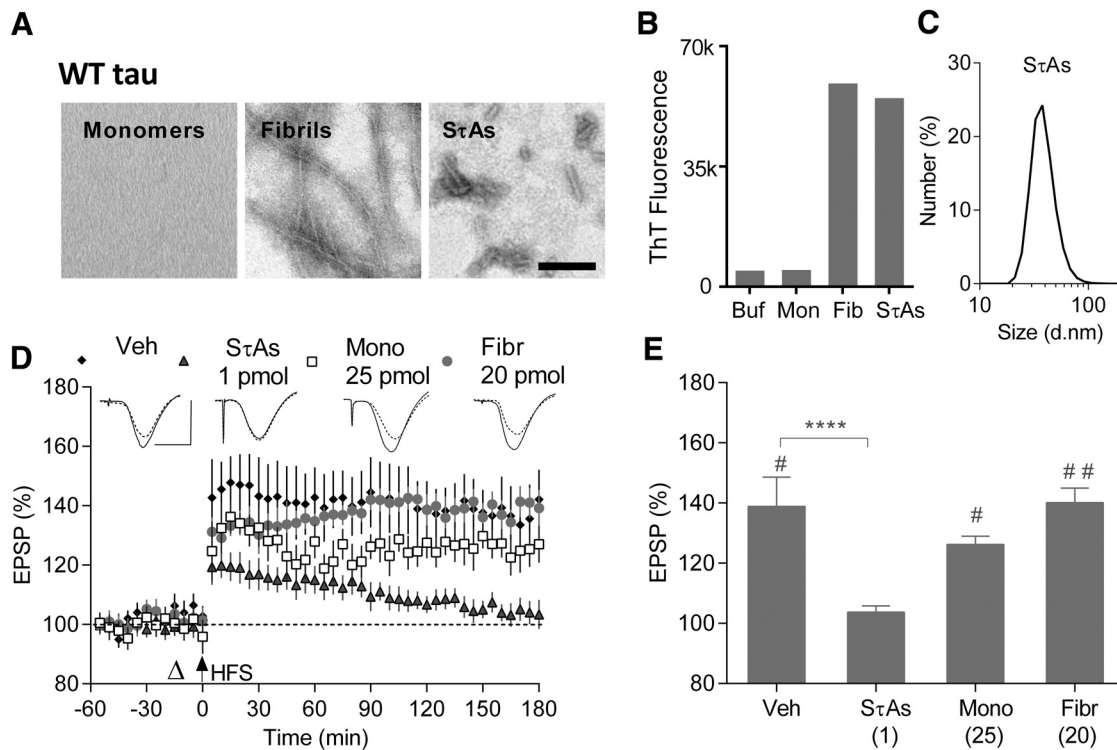 A
WT tau
Monomers
Fibrils
SτAs
B
ThT Fluorescence
70k
35k
0
Buf Mon Fib SτAs
C
SτAs
Number (%)
30
20
10
0
10 100
Size (d.nm)
D
Veh SτAs Mono Fibr
1 pmol 25 pmol 20 pmol
EPSP (%)
180
160
140
120
100
80
Δ HFS
-60 -30 0 30 60 90 120 150 180
Time (min)
E
EPSP (%)
180
160
140
120
100
80
****
# # # #
Veh SτAs Mono Fibr
(1) (25) (20)